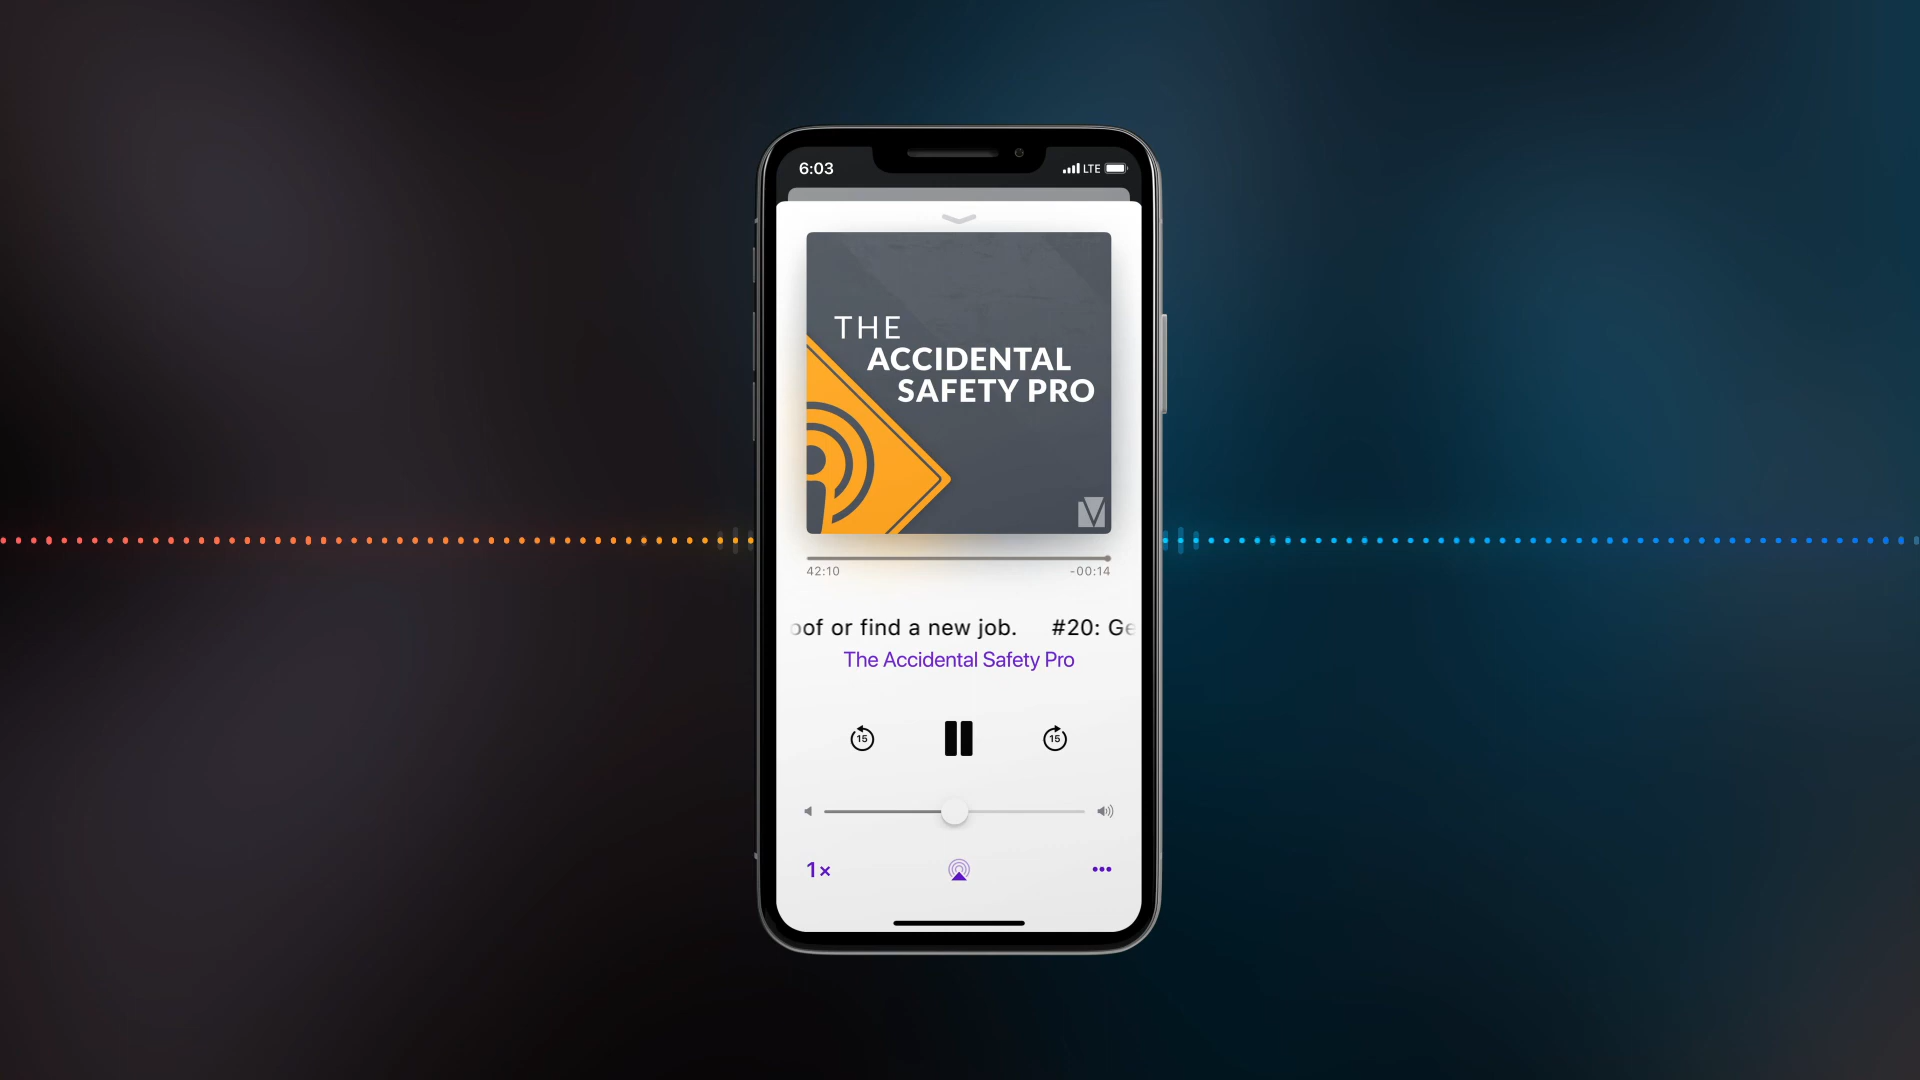 6:03
LTE
THE
ACCIDENTAL
SAFETY PRO
42:10
-00:14
or find a new job. #20:
The Accidental Safety Pro
15
15
1×